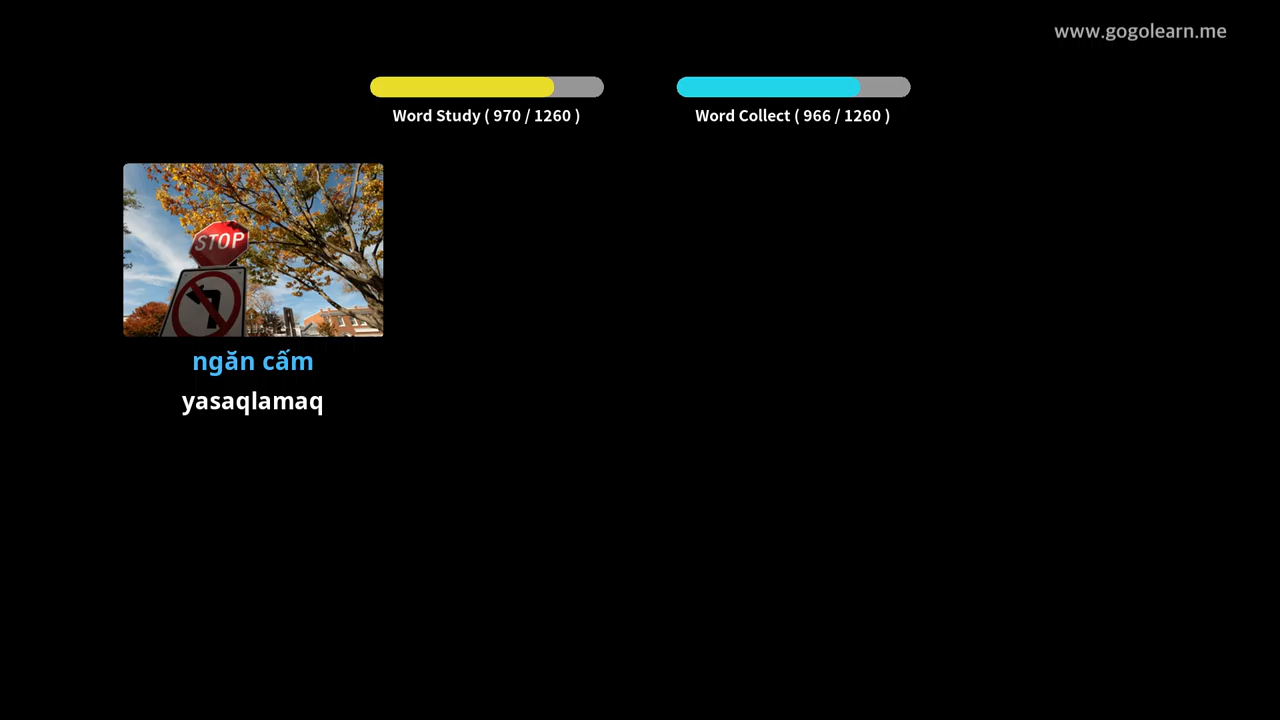 www.gogolearn.me
Word Study ( 970 / 1260 )
Word Collect ( 966 / 1260 )
STOP
ngăn cấm
yasaqlamaq